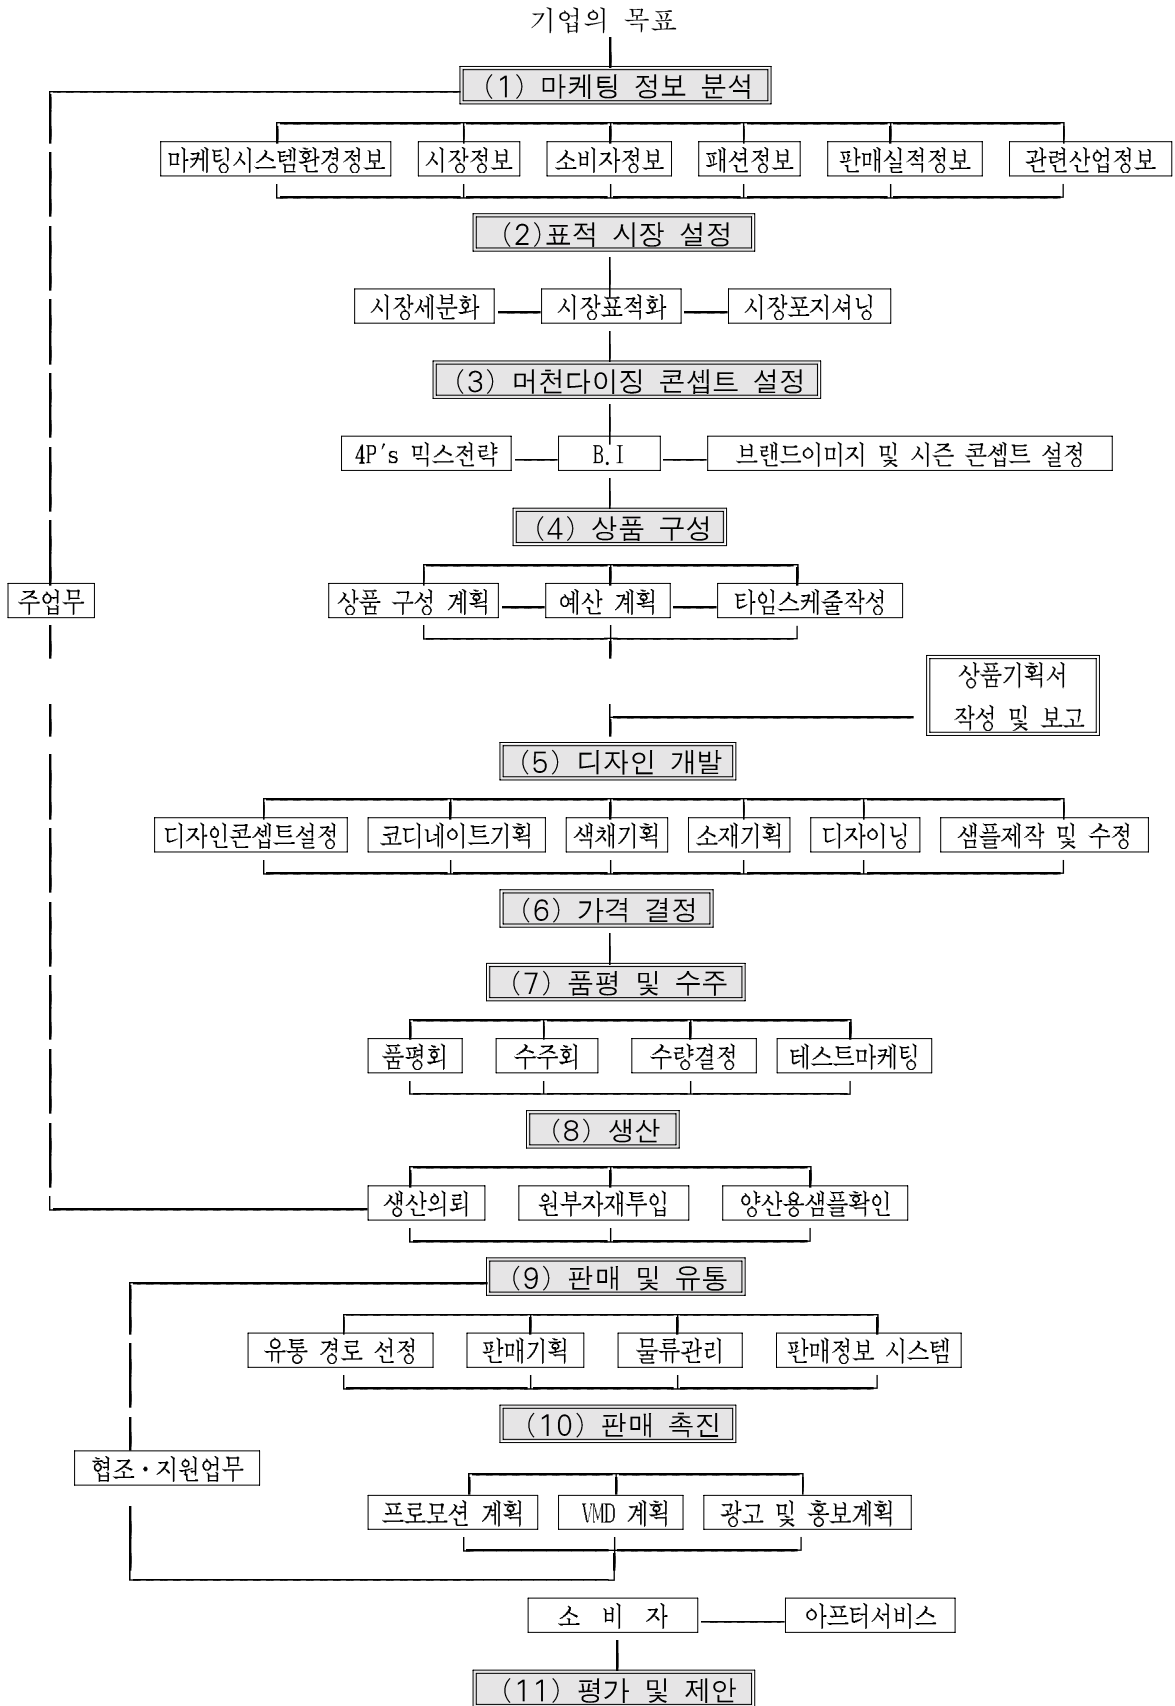 기업의 목표
(1) 마케팅 정보 분석
마케팅시스템환경정보 시장정보 소비자정보 패션정보 판매실적정보 관련산업정보
(2)표적 시장 설정
시장세분화 시장표적화 시장포지셔닝
(3) 머천다이징 콘셉트 설정
4P's 믹스전략 B.I 브랜드이미지 및 시즌 콘셉트 설정
(4) 상품 구성
주업무 상품 구성 계획 예산 계획 타임스케줄작성
상품기획서
작성 및 보고
(5) 디자인 개발
디자인콘셉트설정 코디네이트기획 색채기획 소재기획 디자이닝 샘플제작 및 수정
(6) 가격 결정
(7) 품평 및 수주
품평회 수주회 수량결정 테스트마케팅
(8) 생산
생산의뢰 원부자재투입 양산용샘플확인
(9) 판매 및 유통
유통 경로 선정 판매기획 물류관리 판매정보 시스템
(10) 판매 촉진
협조·지원업무
프로모션 계획 VMD 계획 광고 및 홍보계획
소 비 자 아프터서비스
(11) 평가 및 제안